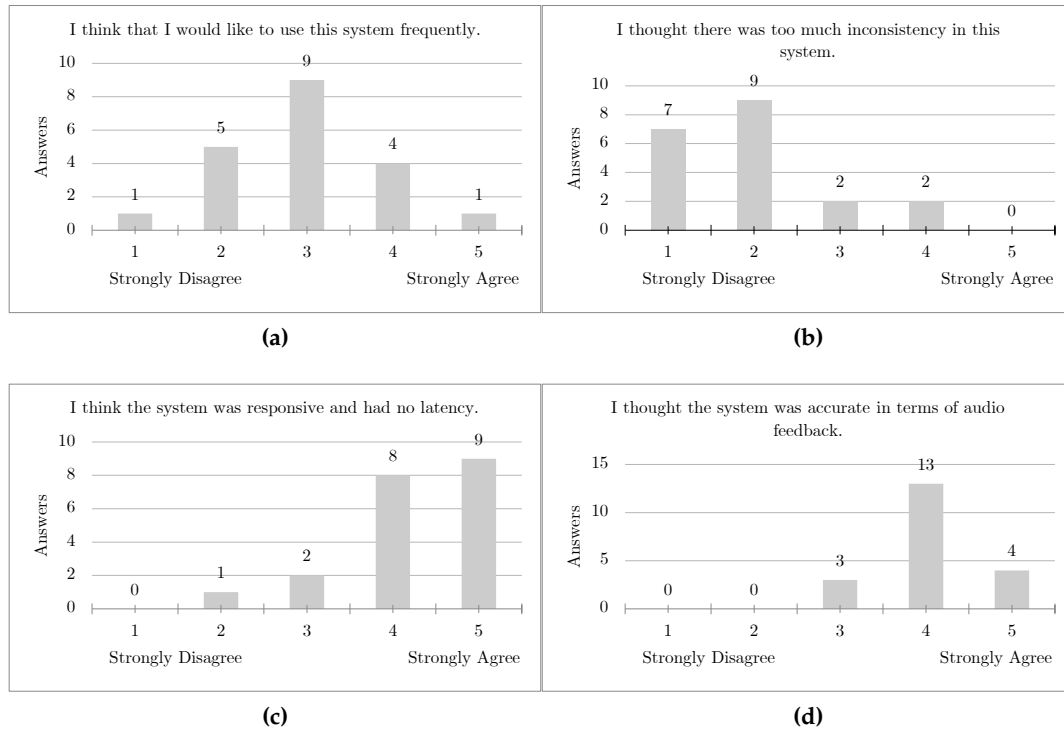 I think that I would like to use this system frequently.
10
8
6
4
2
0
Answers
1
5
9
4
1
1 2 3 4 5
Strongly Disagree Strongly Agree
(a)
I thought there was too much inconsistency in this
system.
10
8
6
4
2
0
Answers
7
9
2
2
0
1 2 3 4 5
Strongly Disagree Strongly Agree
(b)
I think the system was responsive and had no latency.
10
8
6
4
2
0
Answers
0
1
2
8
9
1 2 3 4 5
Strongly Disagree Strongly Agree
(c)
I thought the system was accurate in terms of audio
feedback.
15
10
5
0
Answers
0
0
3
13
4
1 2 3 4 5
Strongly Disagree Strongly Agree
(d)